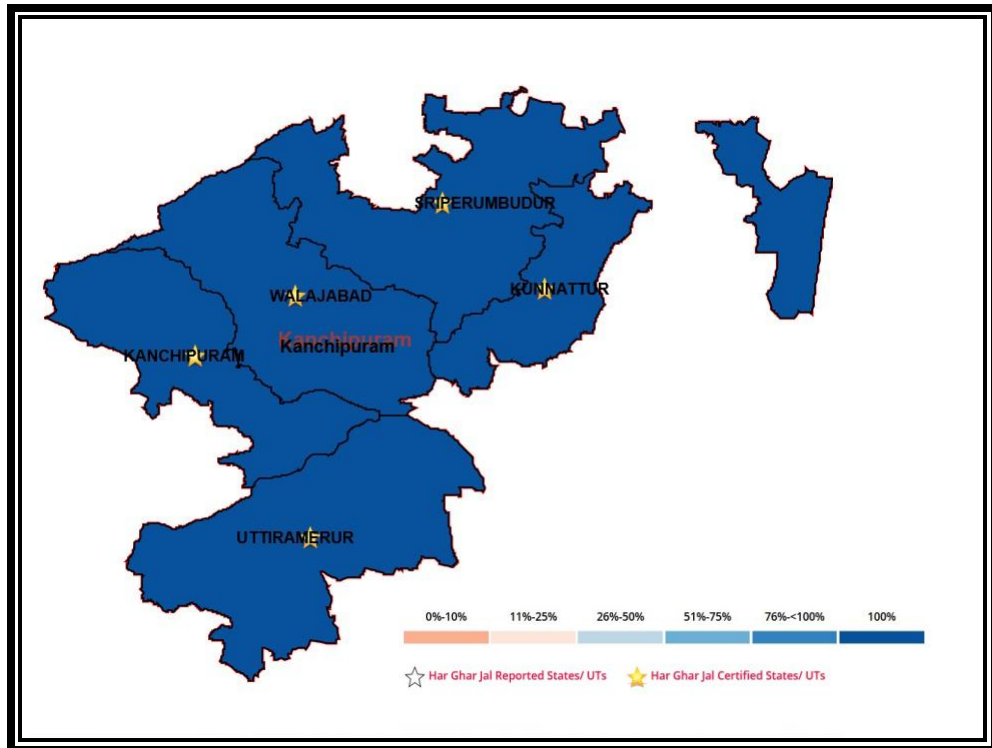 SRIPERUMBUDUR
KUNNATTUR
WALAJABAD
Kanchipuram
Kanchipuram
KANCHIPURAM
UTTIRAMERUR
0%-10% 11%-25% 26%-50% 51%-75% 76%-<100% 100%
Har Ghar Jal Reported States/ UTs Har Ghar Jal Certified States/ UTs